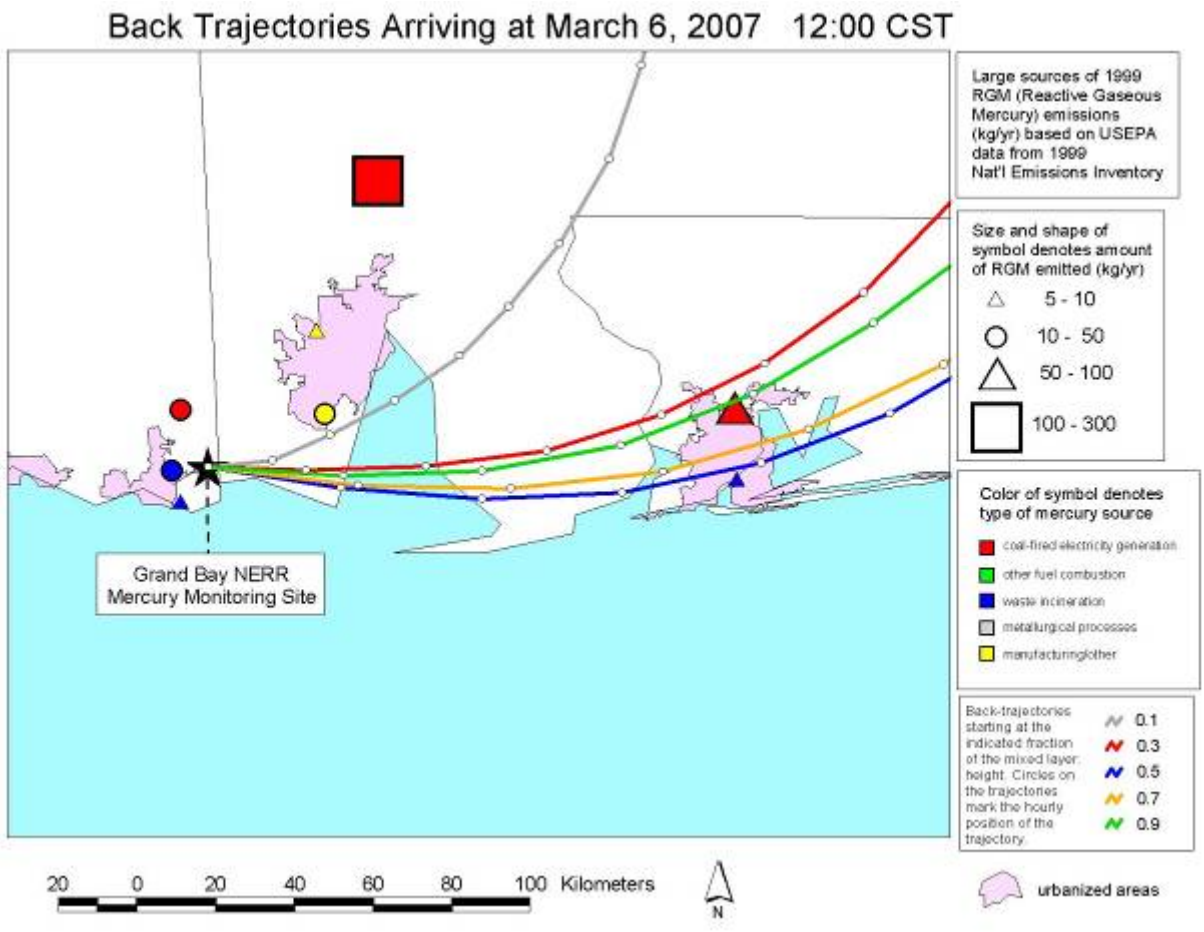 Back Trajectories Arriving at March 6, 2007 12:00 CST
Large sources of 1999
RGM (Reactive Gaseous
Mercury) emissions
(kg/yr) based on USEPA
data from 1999
Nat'l Emissions Inventory
Size and shape of
symbol denotes amount
of RGM emitted (kg/yr)
5 - 10
10 - 50
50 - 100
100 - 300
Color of symbol denotes
type of mercury source
coal-fired electricity generation
other fuel combustion
waste incineration
metallurgical processes
manufacturing/other
Back-trajectories
starting at the
indicated fraction
of the mixed layer
height. Circles on
the trajectories
mark the hourly
position of the
trajectory.
0.1
0.3
0.5
0.7
0.9
Grand Bay NERR
Mercury Monitoring Site
20 0 20 40 60 80 100 Kilometers
N
urbanized areas